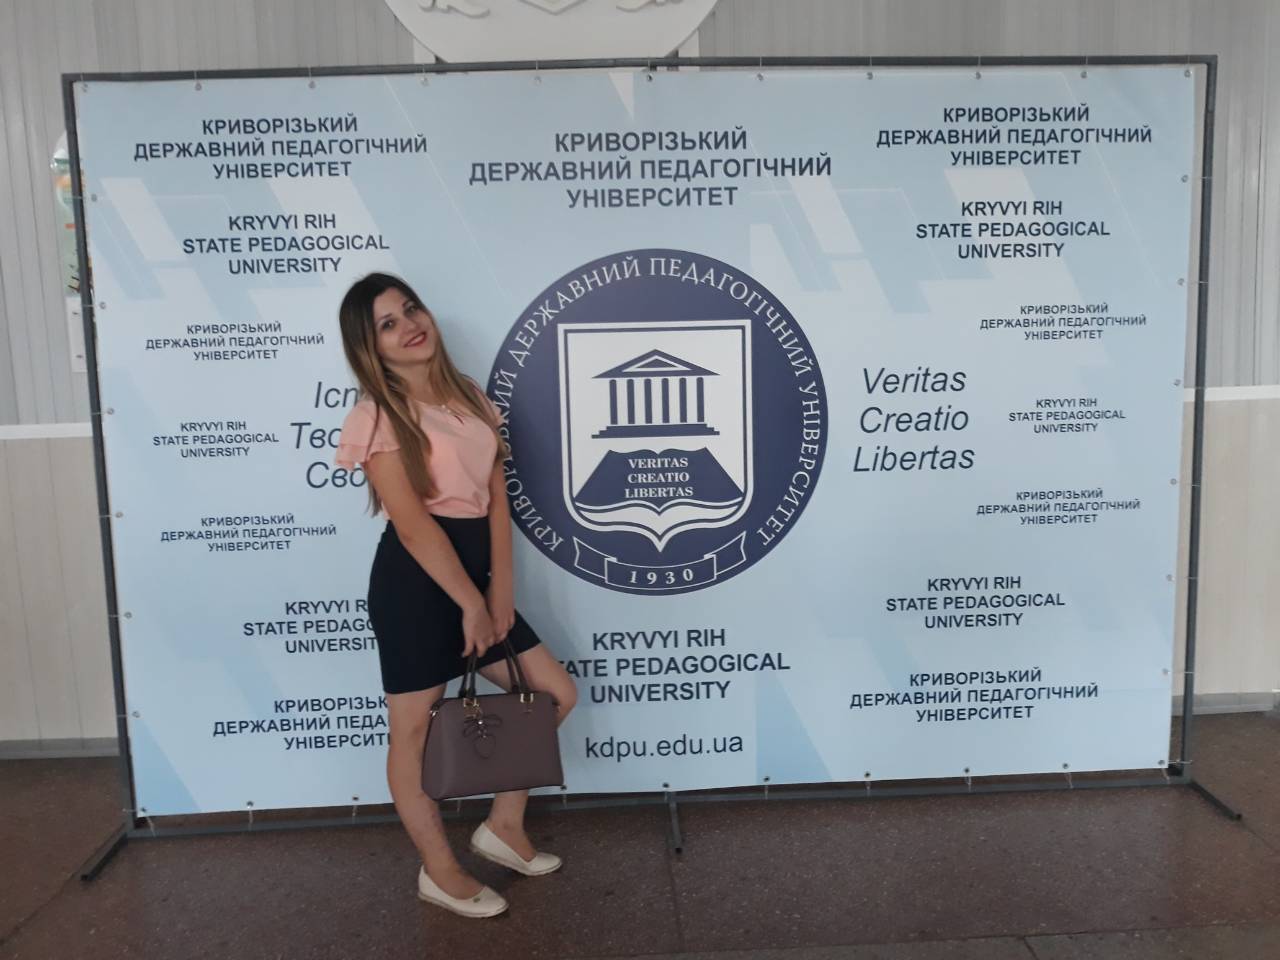 КРИВОРІЗЬКИЙ
ДЕРЖАВНИЙ ПЕДАГОГІЧНИЙ
УНІВЕРСИТЕТ
KRYVYI RIH
STATE PEDAGOGICAL
UNIVERSITY
КРИВОРІЗЬКИЙ
ДЕРЖАВНИЙ ПЕДАГОГІЧНИЙ
УНІВЕРСИТЕТ
KRYVYI RIH
STATE PEDAGOGICAL
UNIVERSITY
КРИВОРІЗЬКИЙ
ДЕРЖАВНИЙ ПЕДАГОГІЧНИЙ
УНІВЕРСИТЕТ
KRYVYI
STATE
КРИВОРІЗЬКИЙ
ДЕРЖАВНИЙ ПЕДАГОГІЧНИЙ
УНІВЕРСИТЕТ
КРИВОРІЗЬКИЙ ДЕРЖАВНИЙ ПЕДАГОГІЧНИЙ УНІВЕРСИТЕТ
VERITAS
CREATIO
LIBERTAS
1930
KRYVYI RIH
STATE PEDAGOGICAL
UNIVERSITY
kdpu.edu.ua
КРИВОРІЗЬКИЙ
ДЕРЖАВНИЙ ПЕДАГОГІЧНИЙ
УНІВЕРСИТЕТ
KRYVYI RIH
STATE PEDAGOGICAL
UNIVERSITY
КРИВОРІЗЬКИЙ
ДЕРЖАВНИЙ ПЕДАГОГІЧНИЙ
УНІВЕРСИТЕТ
Veritas
Creatio
Libertas
KRYVYI RIH
STATE PEDAGOGICAL
UNIVERSITY
КРИВОРІЗЬКИЙ
ДЕРЖАВНИЙ ПЕДАГОГІЧНИЙ
УНІВЕРСИТЕТ
KRYVYI RIH
STATE PEDAGOGICAL
UNIVERSITY
КРИВОРІЗЬКИЙ
ДЕРЖАВНИЙ ПЕДАГОГІЧНИЙ
УНІВЕРСИТЕТ